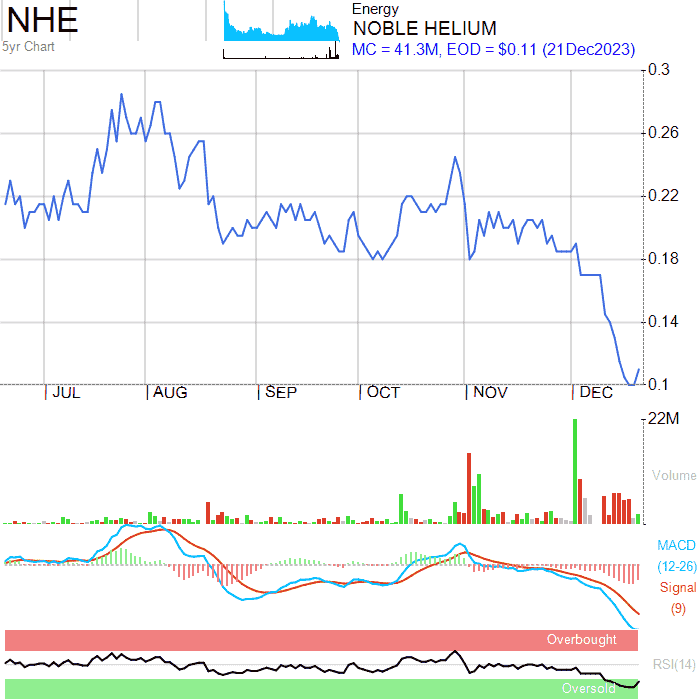 NHE
5yr Chart
Energy
NOBLE HELIUM
MC = 41.3M, EOD = $0.11 (21Dec2023)
0.3
0.26
0.22
0.18
0.14
0.1
JUL AUG SEP OCT NOV DEC
22M
Volume
MACD
(12-26)
Signal
(9)
Overbought
RSI(14)
Oversold